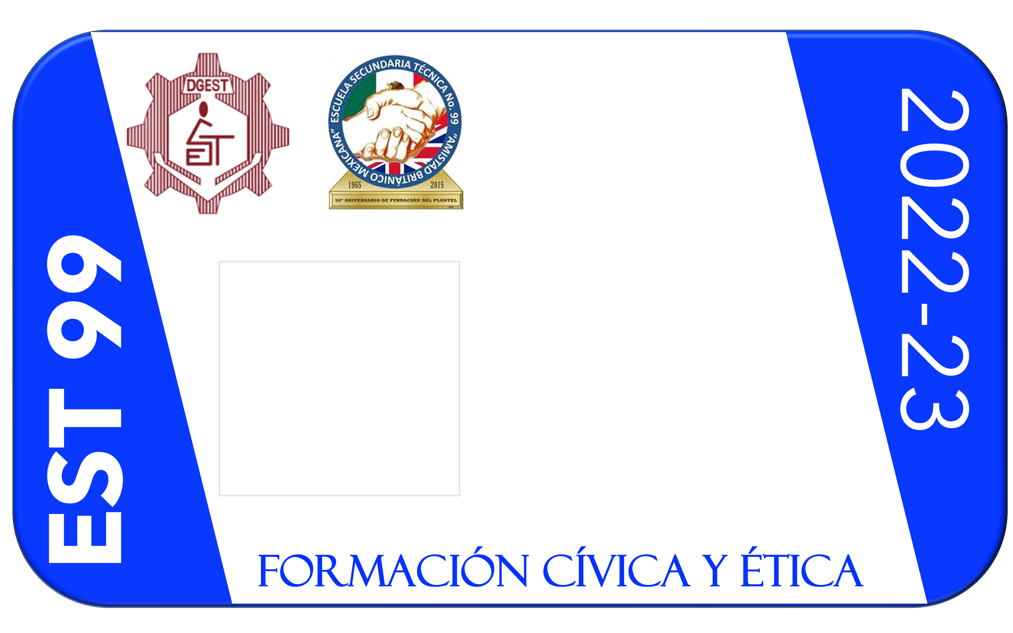 DGEST
ESCUELA SECUNDARIA TÉCNICA No. 99
"AMISTAD BRITÁNICO MEXICANA"
1965 2015
50° ANIVERSARIO DE FUNDACIÓN DEL PLANTEL
EST 99
2022-23
FORMACIÓN CÍVICA Y ÉTICA